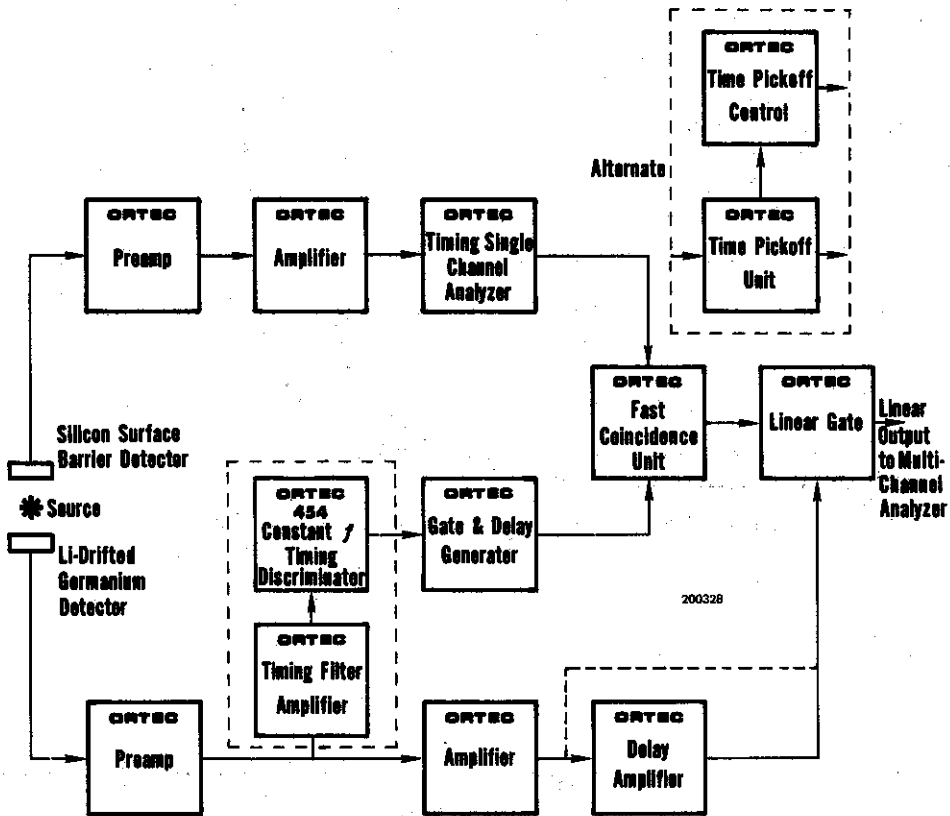 ORTEC
Time Pickoff
Control
Alternate
ORTEC
Time Pickoff
Unit
ORTEC
Preamp
ORTEC
Amplifier
ORTEC
Timing Single
Channel
Analyzer
ORTEC
Fast
Coincidence
Unit
ORTEC
Linear Gate
Linear
Output
to Multi-
Channel
Analyzer
Silicon Surface
Barrier Detector
Source
Li-Drifted
Germanium
Detector
ORTEC
454
Constant f
Timing
Discriminator
ORTEC
Gate & Delay
Generater
200328
ORTEC
Timing Filter
Amplifier
ORTEC
Preamp
ORTEC
Amplifier
ORTEC
Delay
Amplifier